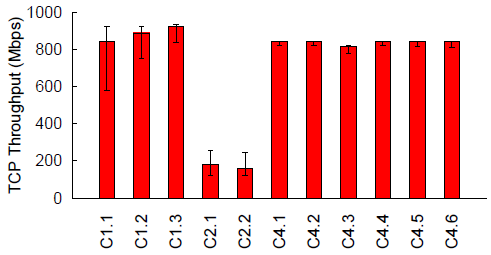 TCP Throughput (Mbps)
1000
800
600
400
200
0
C1.1
C1.2
C1.3
C2.1
C2.2
C4.1
C4.2
C4.3
C4.4
C4.5
C4.6